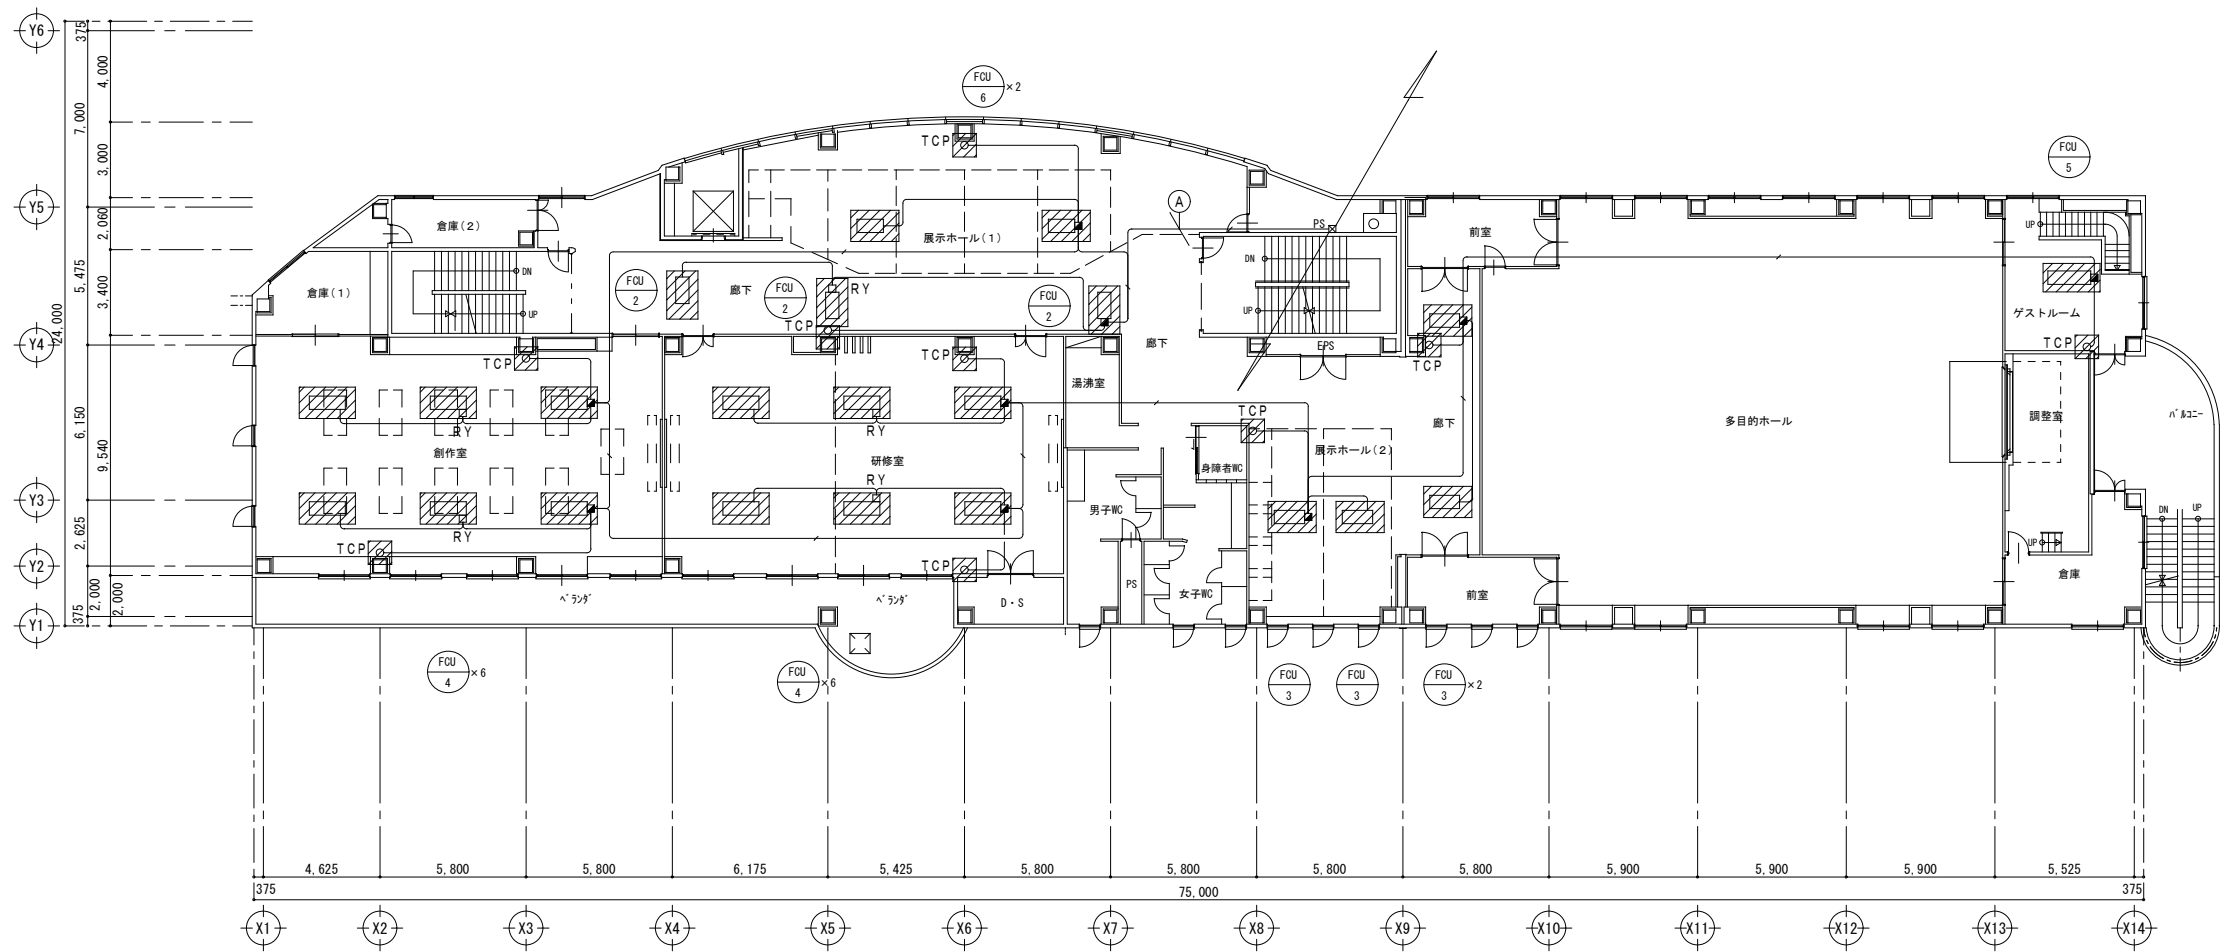 Y6
375
4,000
7,000
3,000
FCU
6
×2
TCP
FCU
5
Y5
2,060
倉庫(2)
A
PS
UP
前室
展示ホール(1)
5,475
3,400
24,000
倉庫(1)
DN
UP
FCU
2
廊下
FCU
2
RY
FCU
2
DN
UP
ゲストルーム
TCP
Y4
TCP
TCP
廊下
EPS
TCP
TCP
湯沸室
6,150
9,540
RY
創作室
RY
研修室
RY
TCP
展示ホール(2)
廊下
身障者WC
多目的ホール
調整室
バルコニー
Y3
男子WC
DN
UP
2,625
RY
TCP
TCP
UP
Y2
PS
女子WC
倉庫
2,000
2,000
ベランダ
ベランダ
D・S
前室
375
Y1
FCU
4
×6
FCU
4
×6
FCU
3
FCU
3
FCU
3
×2
4,625
5,800
5,800
6,175
5,425
5,800
5,800
5,800
5,800
5,900
5,900
5,900
5,525
375
75,000
375
X1
X2
X3
X4
X5
X6
X7
X8
X9
X10
X11
X12
X13
X14